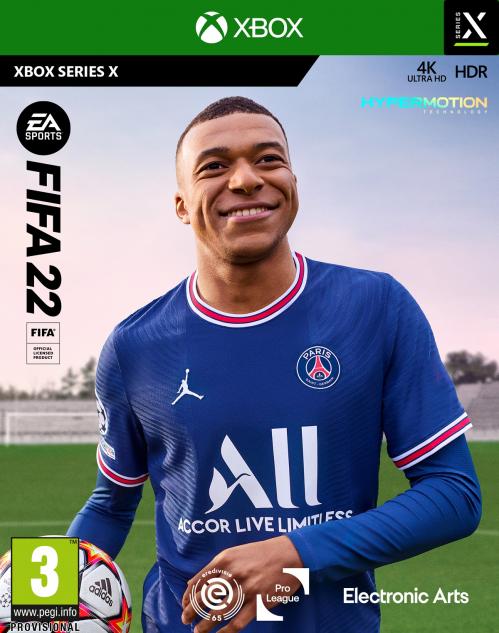 XBOX
SERIES
X
XBOX SERIES X
4K
ULTRA HD
HDR
HYPERMOTION
TECHNOLOGY
EA
SPORTS
FIFA 22
FIFA
OFFICIAL
LICENSED
PRODUCT
PARIS
SAINT-GERMAIN
ALL
ACCOR LIVE LIMITLESS
3
www.pegi.info
PROVISIONAL
adidas
eredivisie
Pro
League
Electronic Arts